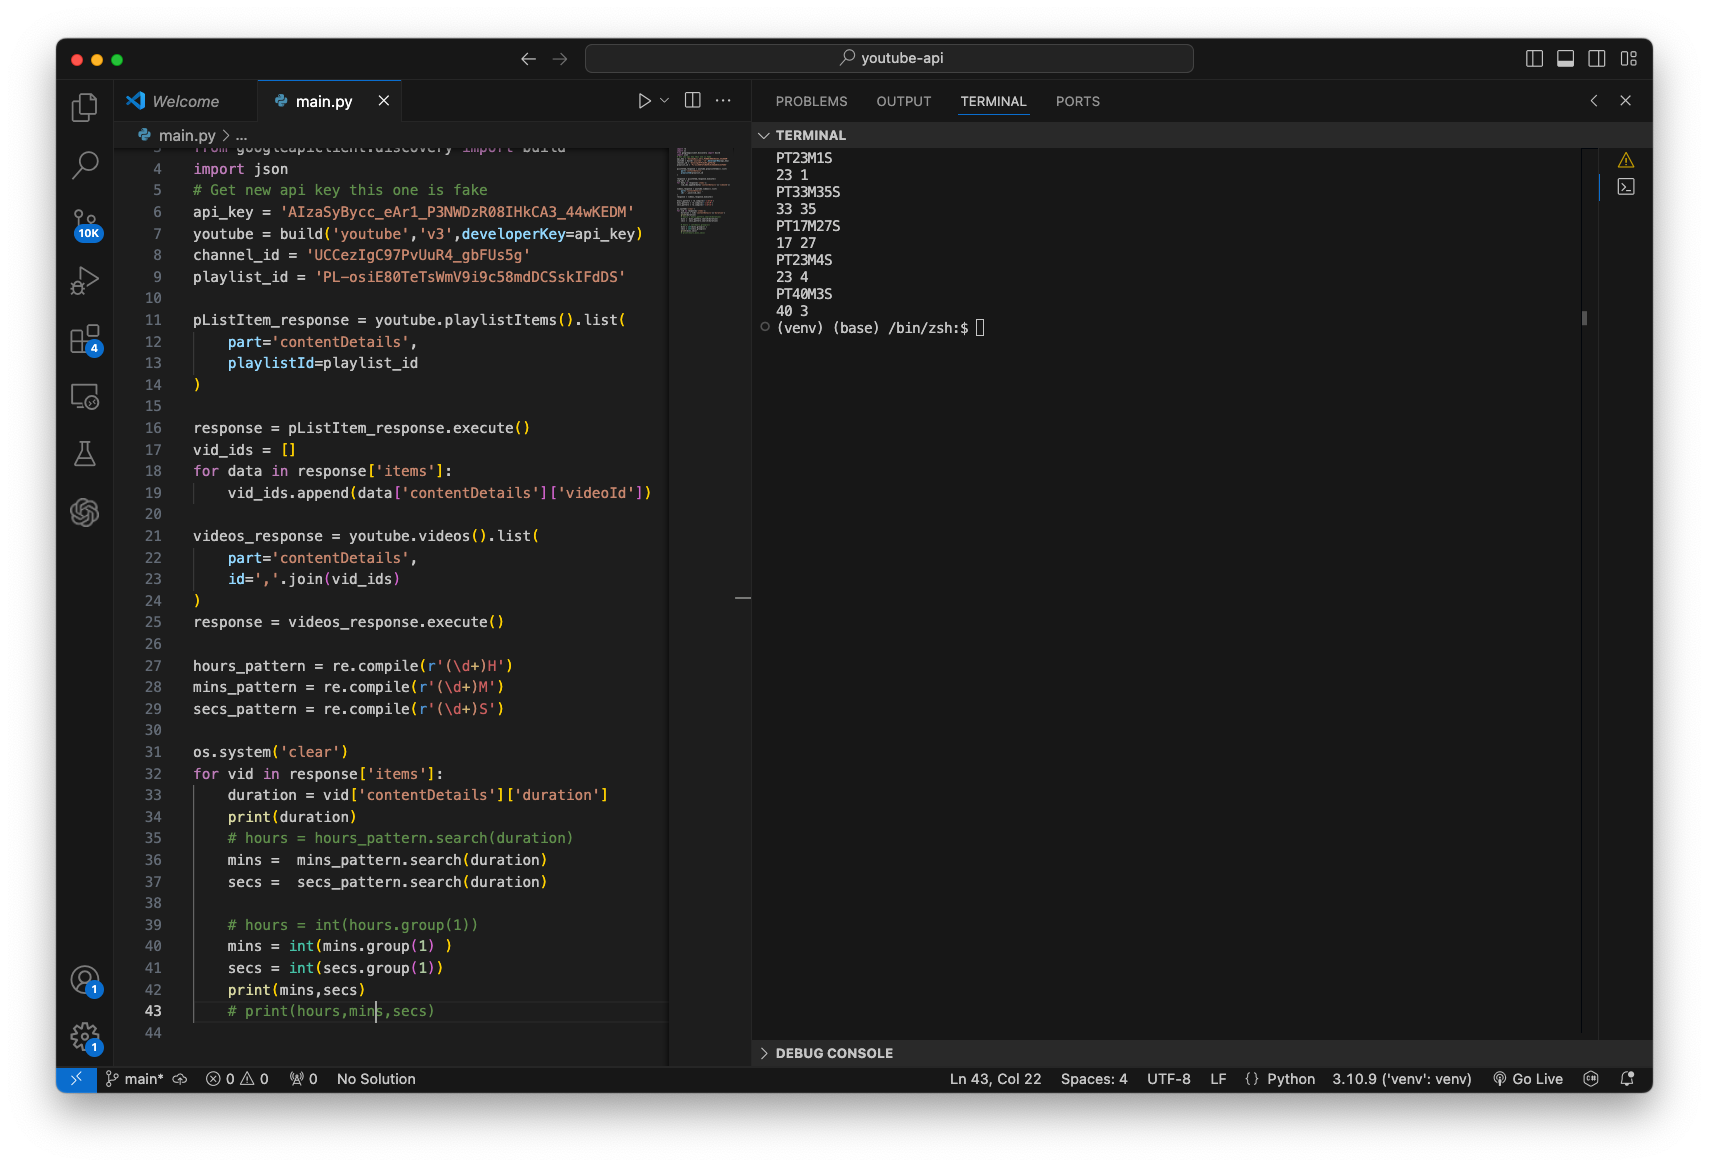 youtube-api
Welcome
main.py
PROBLEMS
OUTPUT
TERMINAL
PORTS
main.py > ...
TERMINAL
3 from googleapiclient.discovery import build
4 import json
5 # Get new api key this one is fake
6 api_key = 'AIzaSyBycc_eAr1_P3NWDzR08IHkCA3_44wKEDM'
7 youtube = build('youtube','v3',developerKey=api_key)
8 channel_id = 'UCCezIgC97PvUuR4_gbFUs5g'
9 playlist_id = 'PL-osiE80TeTsWmV9i9c58mdDCSskIFdDS'
10
11 pListItem_response = youtube.playlistItems().list(
12 part='contentDetails',
13 playlistId=playlist_id
14 )
15
16 response = pListItem_response.execute()
17 vid_ids = []
18 for data in response['items']:
19 vid_ids.append(data['contentDetails']['videoId'])
20
21 videos_response = youtube.videos().list(
22 part='contentDetails',
23 id=','.join(vid_ids)
24 )
25 response = videos_response.execute()
26
27 hours_pattern = re.compile(r'(\d+)H')
28 mins_pattern = re.compile(r'(\d+)M')
29 secs_pattern = re.compile(r'(\d+)S')
30
31 os.system('clear')
32 for vid in response['items']:
33 duration = vid['contentDetails']['duration']
34 print(duration)
35 # hours = hours_pattern.search(duration)
36 mins =  mins_pattern.search(duration)
37 secs =  secs_pattern.search(duration)
38
39 # hours = int(hours.group(1))
40 mins = int(mins.group(1) )
41 secs = int(secs.group(1))
42 print(mins,secs)
43 # print(hours,mins,secs)
44
PT23M1S
23 1
PT33M35S
33 35
PT17M27S
17 27
PT23M4S
23 4
PT40M3S
40 3
(venv) (base) /bin/zsh:$
10K
4
1
1
DEBUG CONSOLE
main* 0 0 0 No Solution
Ln 43, Col 22 Spaces: 4 UTF-8 LF {} Python 3.10.9 ('venv': venv) Go Live